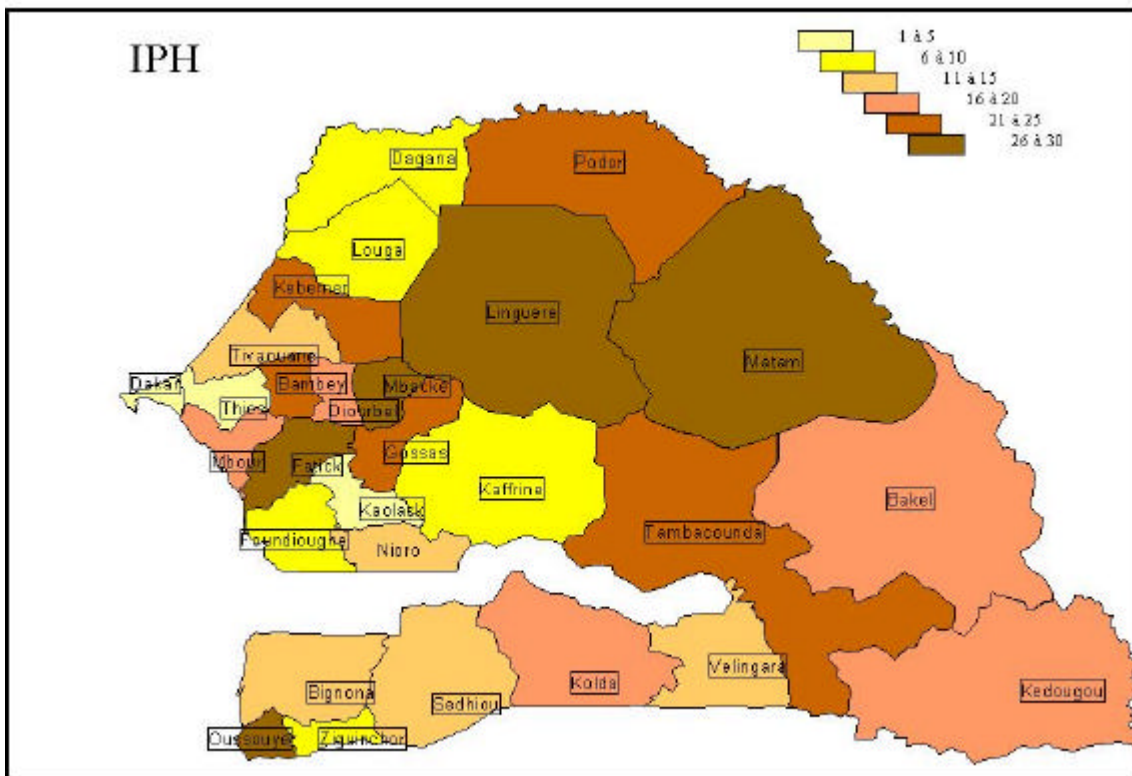 IPH
1 à 5
6 à 10
11 à 15
16 à 20
21 à 25
26 à 30
Dagana
Podor
Louga
Kebemer
Linguere
Matam
Tivaouane
Dakar
Bambey
Mbacke
Thies
Diourbel
Mbour
Fatick
Gossas
Kaffrine
Bakel
Kaolask
Tambacounda
Foundiougne
Nioro
Velingara
Kolda
Bignona
Sedhiou
Kedougou
Oussouye
Ziguinchor